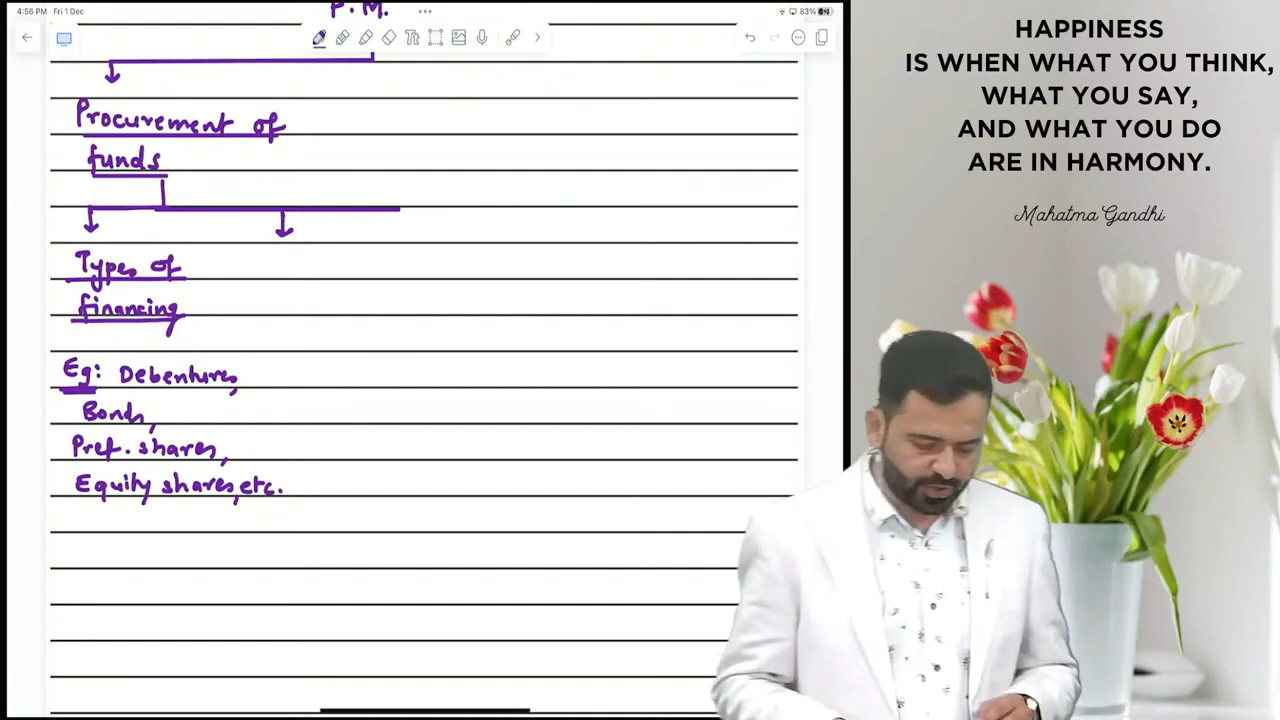 4:56 PM Fri 1 Dec
83%
F.M.
Procurement of
funds
Types of
financing
Eg: Debentures,
Bonds,
Pref. shares,
Equity shares, etc.
HAPPINESS
IS WHEN WHAT YOU THINK,
WHAT YOU SAY,
AND WHAT YOU DO
ARE IN HARMONY.
Mahatma Gandhi